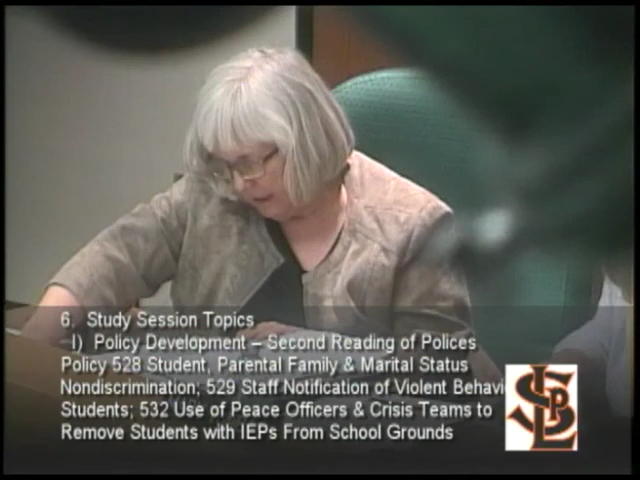 6.  Study Session Topics
I)  Policy Development – Second Reading of Polices
Policy 528 Student, Parental Family & Marital Status
Nondiscrimination; 529 Staff Notification of Violent Behavi
Students; 532 Use of Peace Officers & Crisis Teams to
Remove Students with IEPs From School Grounds
SLP